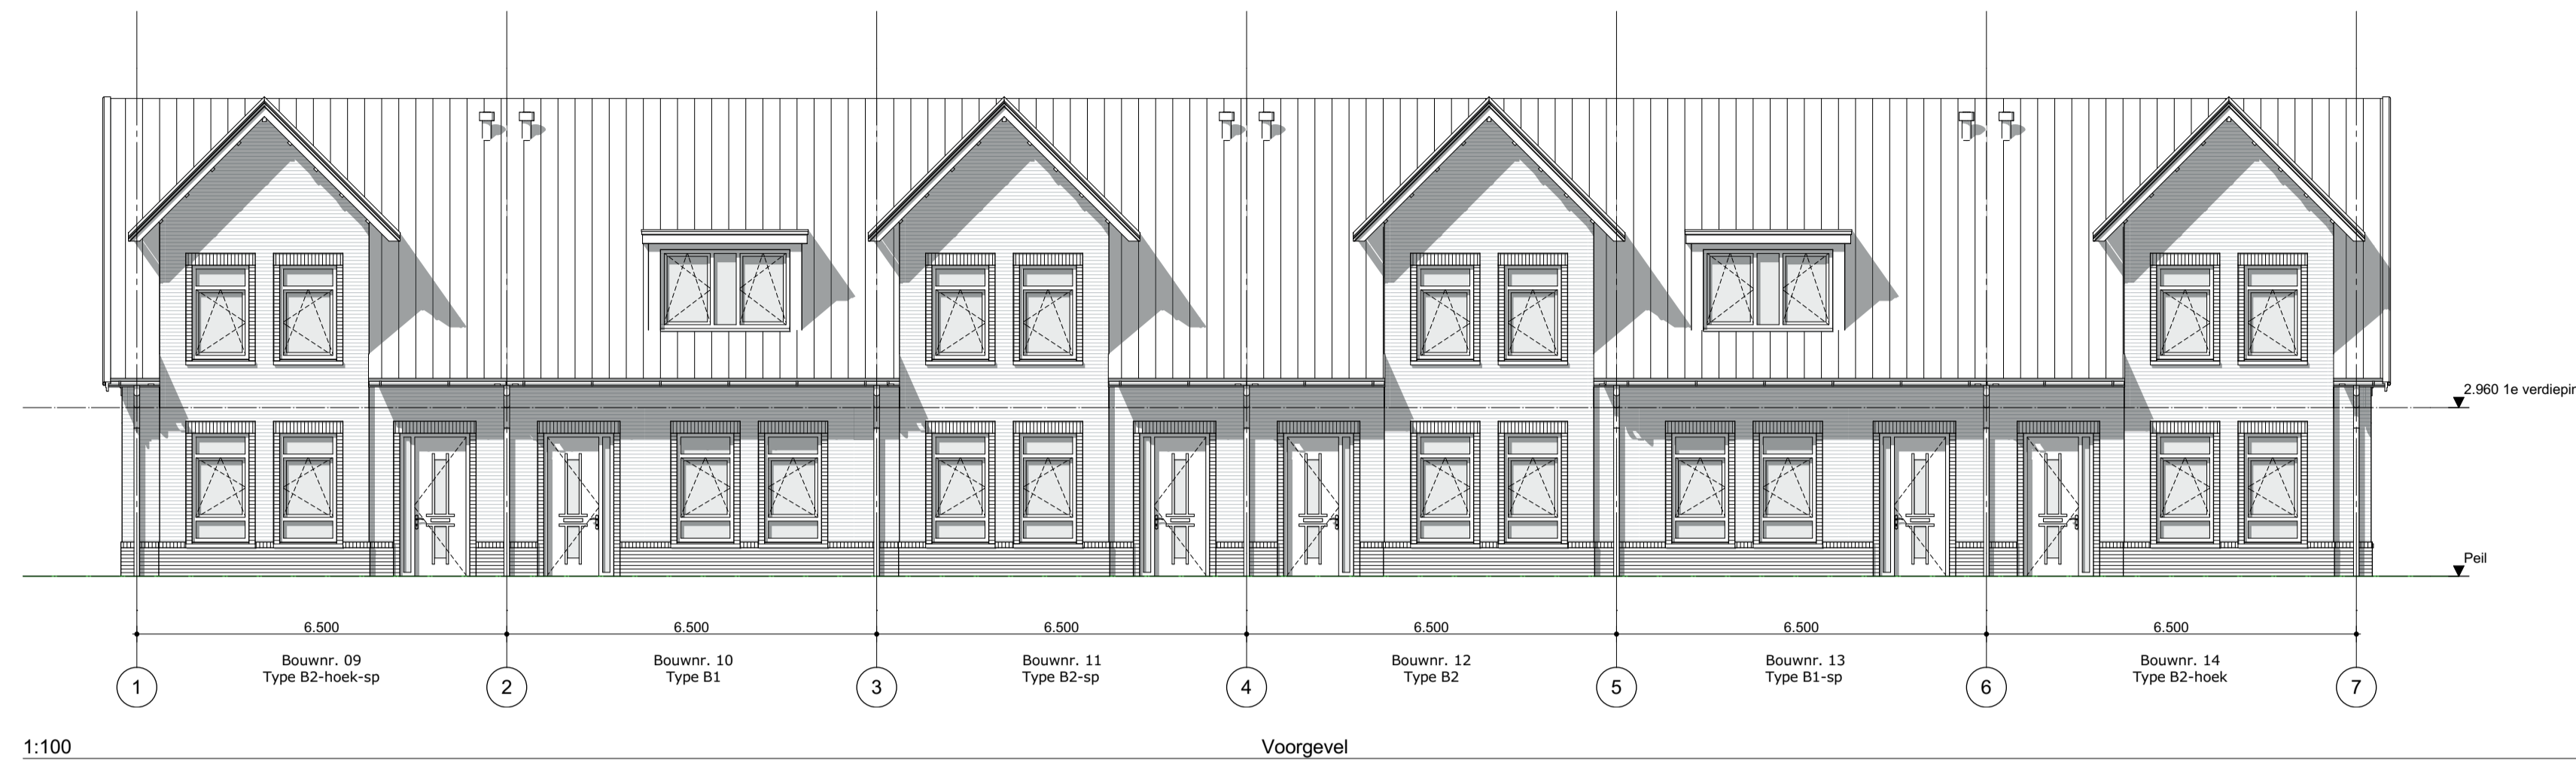 2.960 1e verdiepin
Peil
6.500 6.500 6.500 6.500 6.500 6.500
Bouwnr. 09 Bouwnr. 10 Bouwnr. 11 Bouwnr. 12 Bouwnr. 13 Bouwnr. 14
Type B2-hoek-sp Type B1 Type B2-sp Type B2 Type B1-sp Type B2-hoek
1 2 3 4 5 6 7
1:100 Voorgevel